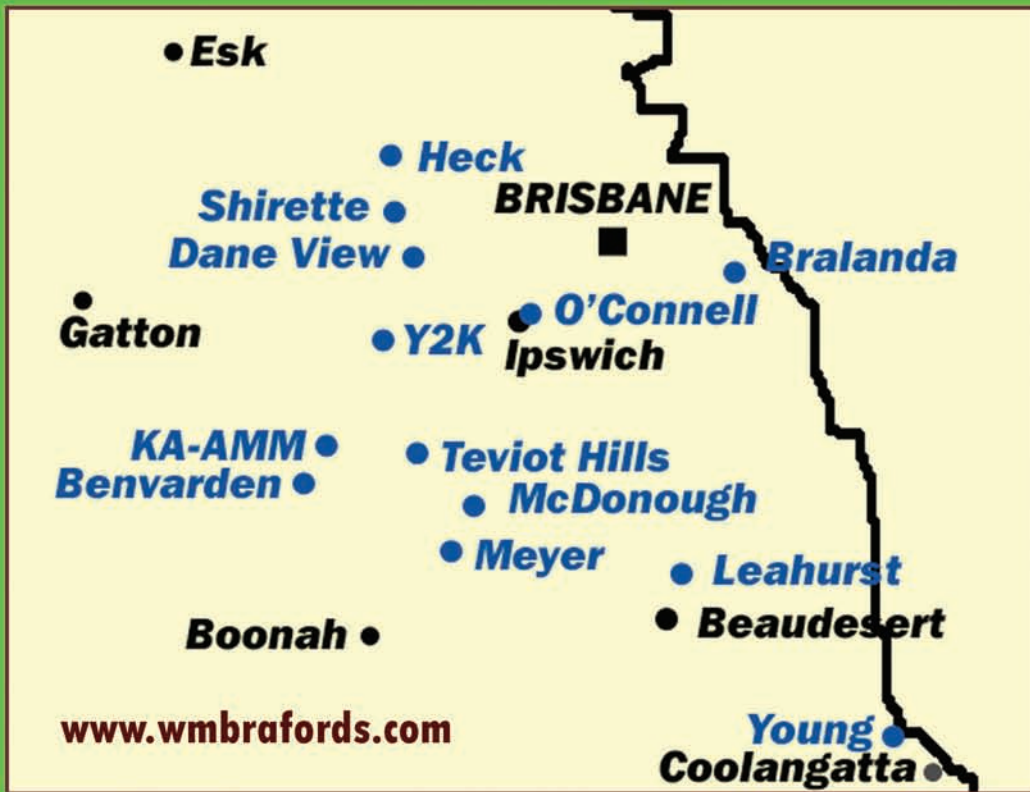 Esk
Heck
Shirette
BRISBANE
Dane View
Bralanda
Gatton
O'Connell
Y2K
Ipswich
KA-AMM
Teviot Hills
Benvarden
McDonough
Meyer
Leahurst
Beaudesert
Boonah
www.wmbrafords.com
Young
Coolangatta